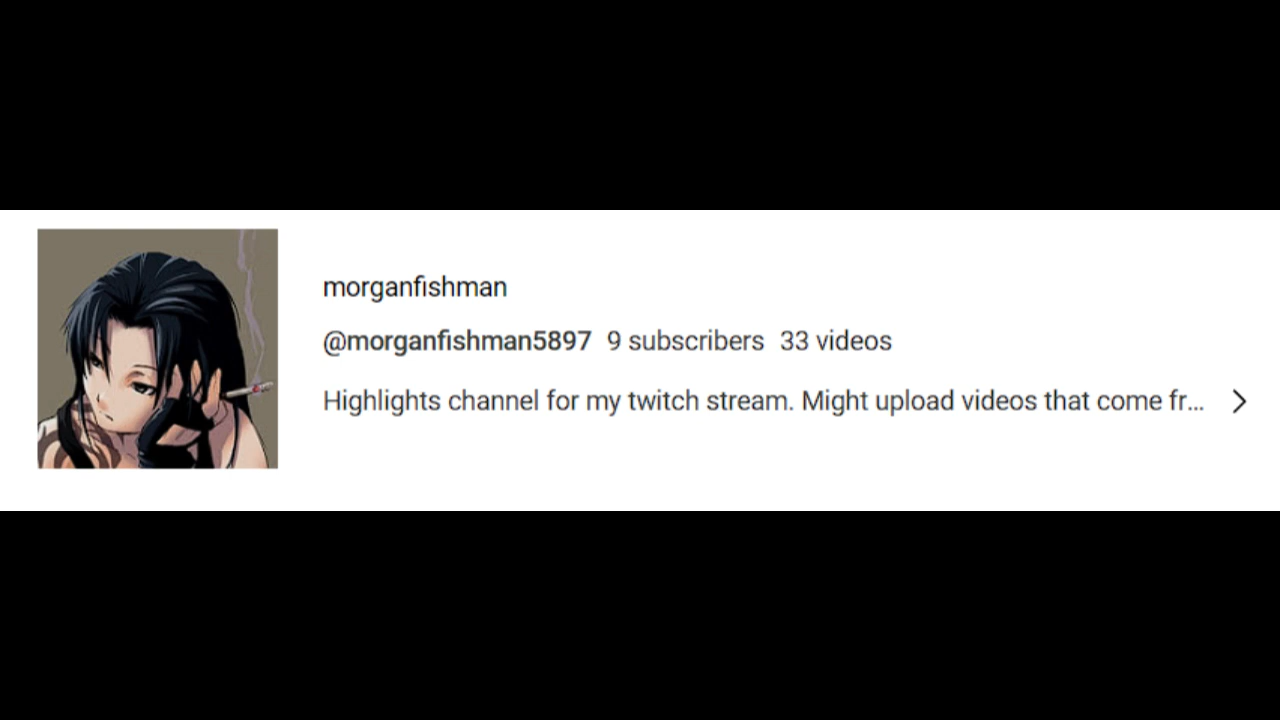 morganfishman
@morganfishman5897 9 subscribers 33 videos
Highlights channel for my twitch stream. Might upload videos that come fr...